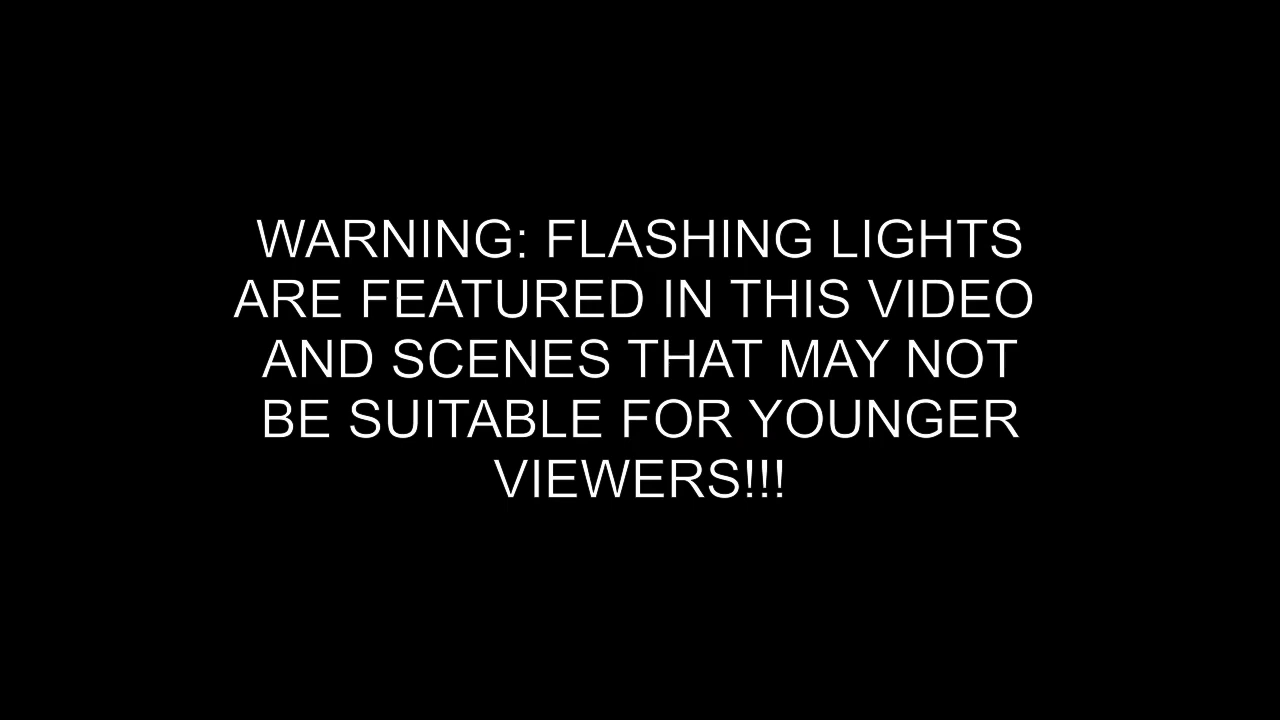 WARNING: FLASHING LIGHTS
ARE FEATURED IN THIS VIDEO
AND SCENES THAT MAY NOT
BE SUITABLE FOR YOUNGER
VIEWERS!!!